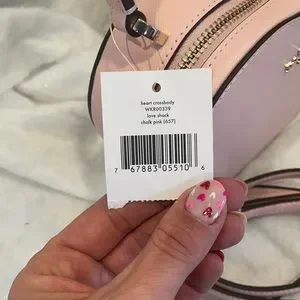 heart crossbody
WKR00339
love shack
chalk pink (657)
7 67883 05510 6